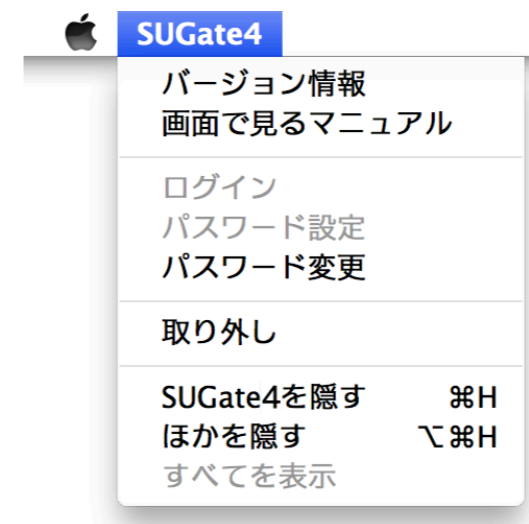 SUGate4
バージョン情報
画面で見るマニュアル
ログイン
パスワード設定
パスワード変更
取り外し
SUGate4を隠す ⌘H
ほかを隠す ⌥⌘H
すべてを表示